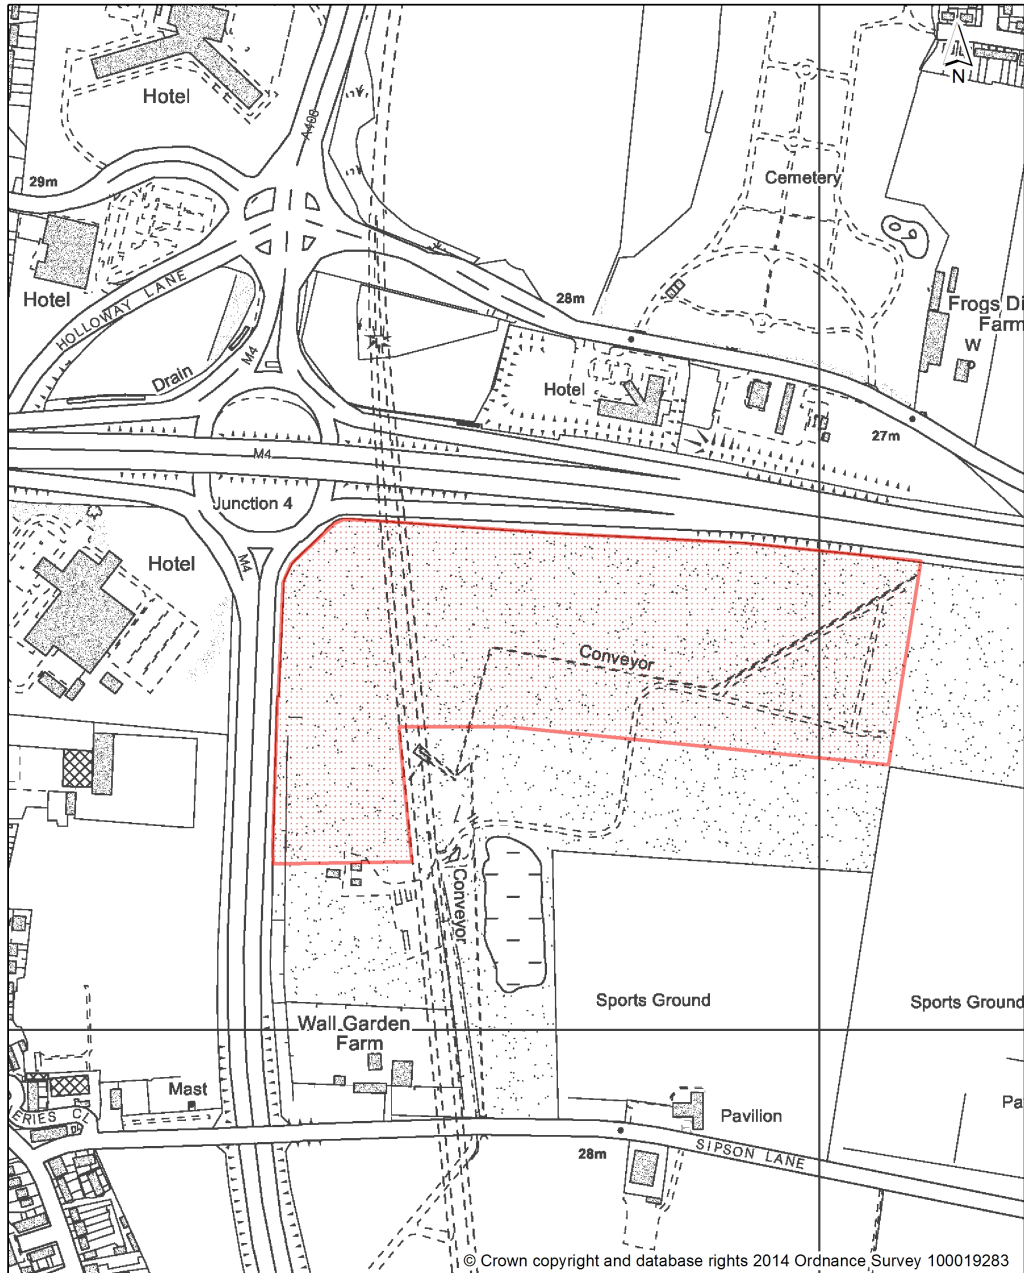 N
Hotel
A408
Cemetery
29m
Hotel
HOLLOWAY LANE
28m
Frogs Di
Farm
W
M4
Drain
Hotel
27m
M4
Junction 4
Hotel
M4
Conveyor
Conveyor
Sports Ground
Sports Ground
Wall Garden
Farm
Mast
Pa
ERIES CL
Pavilion
28m
SIPSON LANE
© Crown copyright and database rights 2014 Ordnance Survey 100019283